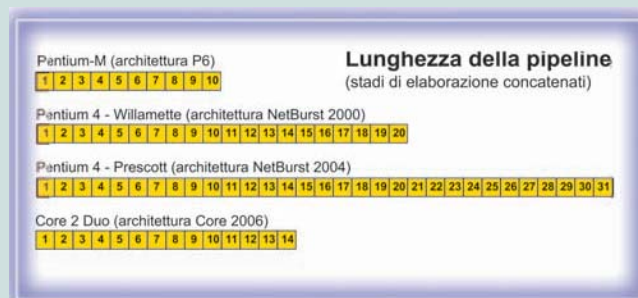 Lunghezza della pipeline
(stadi di elaborazione concatenati)
Pentium-M (architettura P6)
1 2 3 4 5 6 7 8 9 10
Pentium 4 - Willamette (architettura NetBurst 2000)
1 2 3 4 5 6 7 8 9 10 11 12 13 14 15 16 17 18 19 20
Pentium 4 - Prescott (architettura NetBurst 2004)
1 2 3 4 5 6 7 8 9 10 11 12 13 14 15 16 17 18 19 20 21 22 23 24 25 26 27 28 29 30 31
Core 2 Duo (architettura Core 2006)
1 2 3 4 5 6 7 8 9 10 11 12 13 14